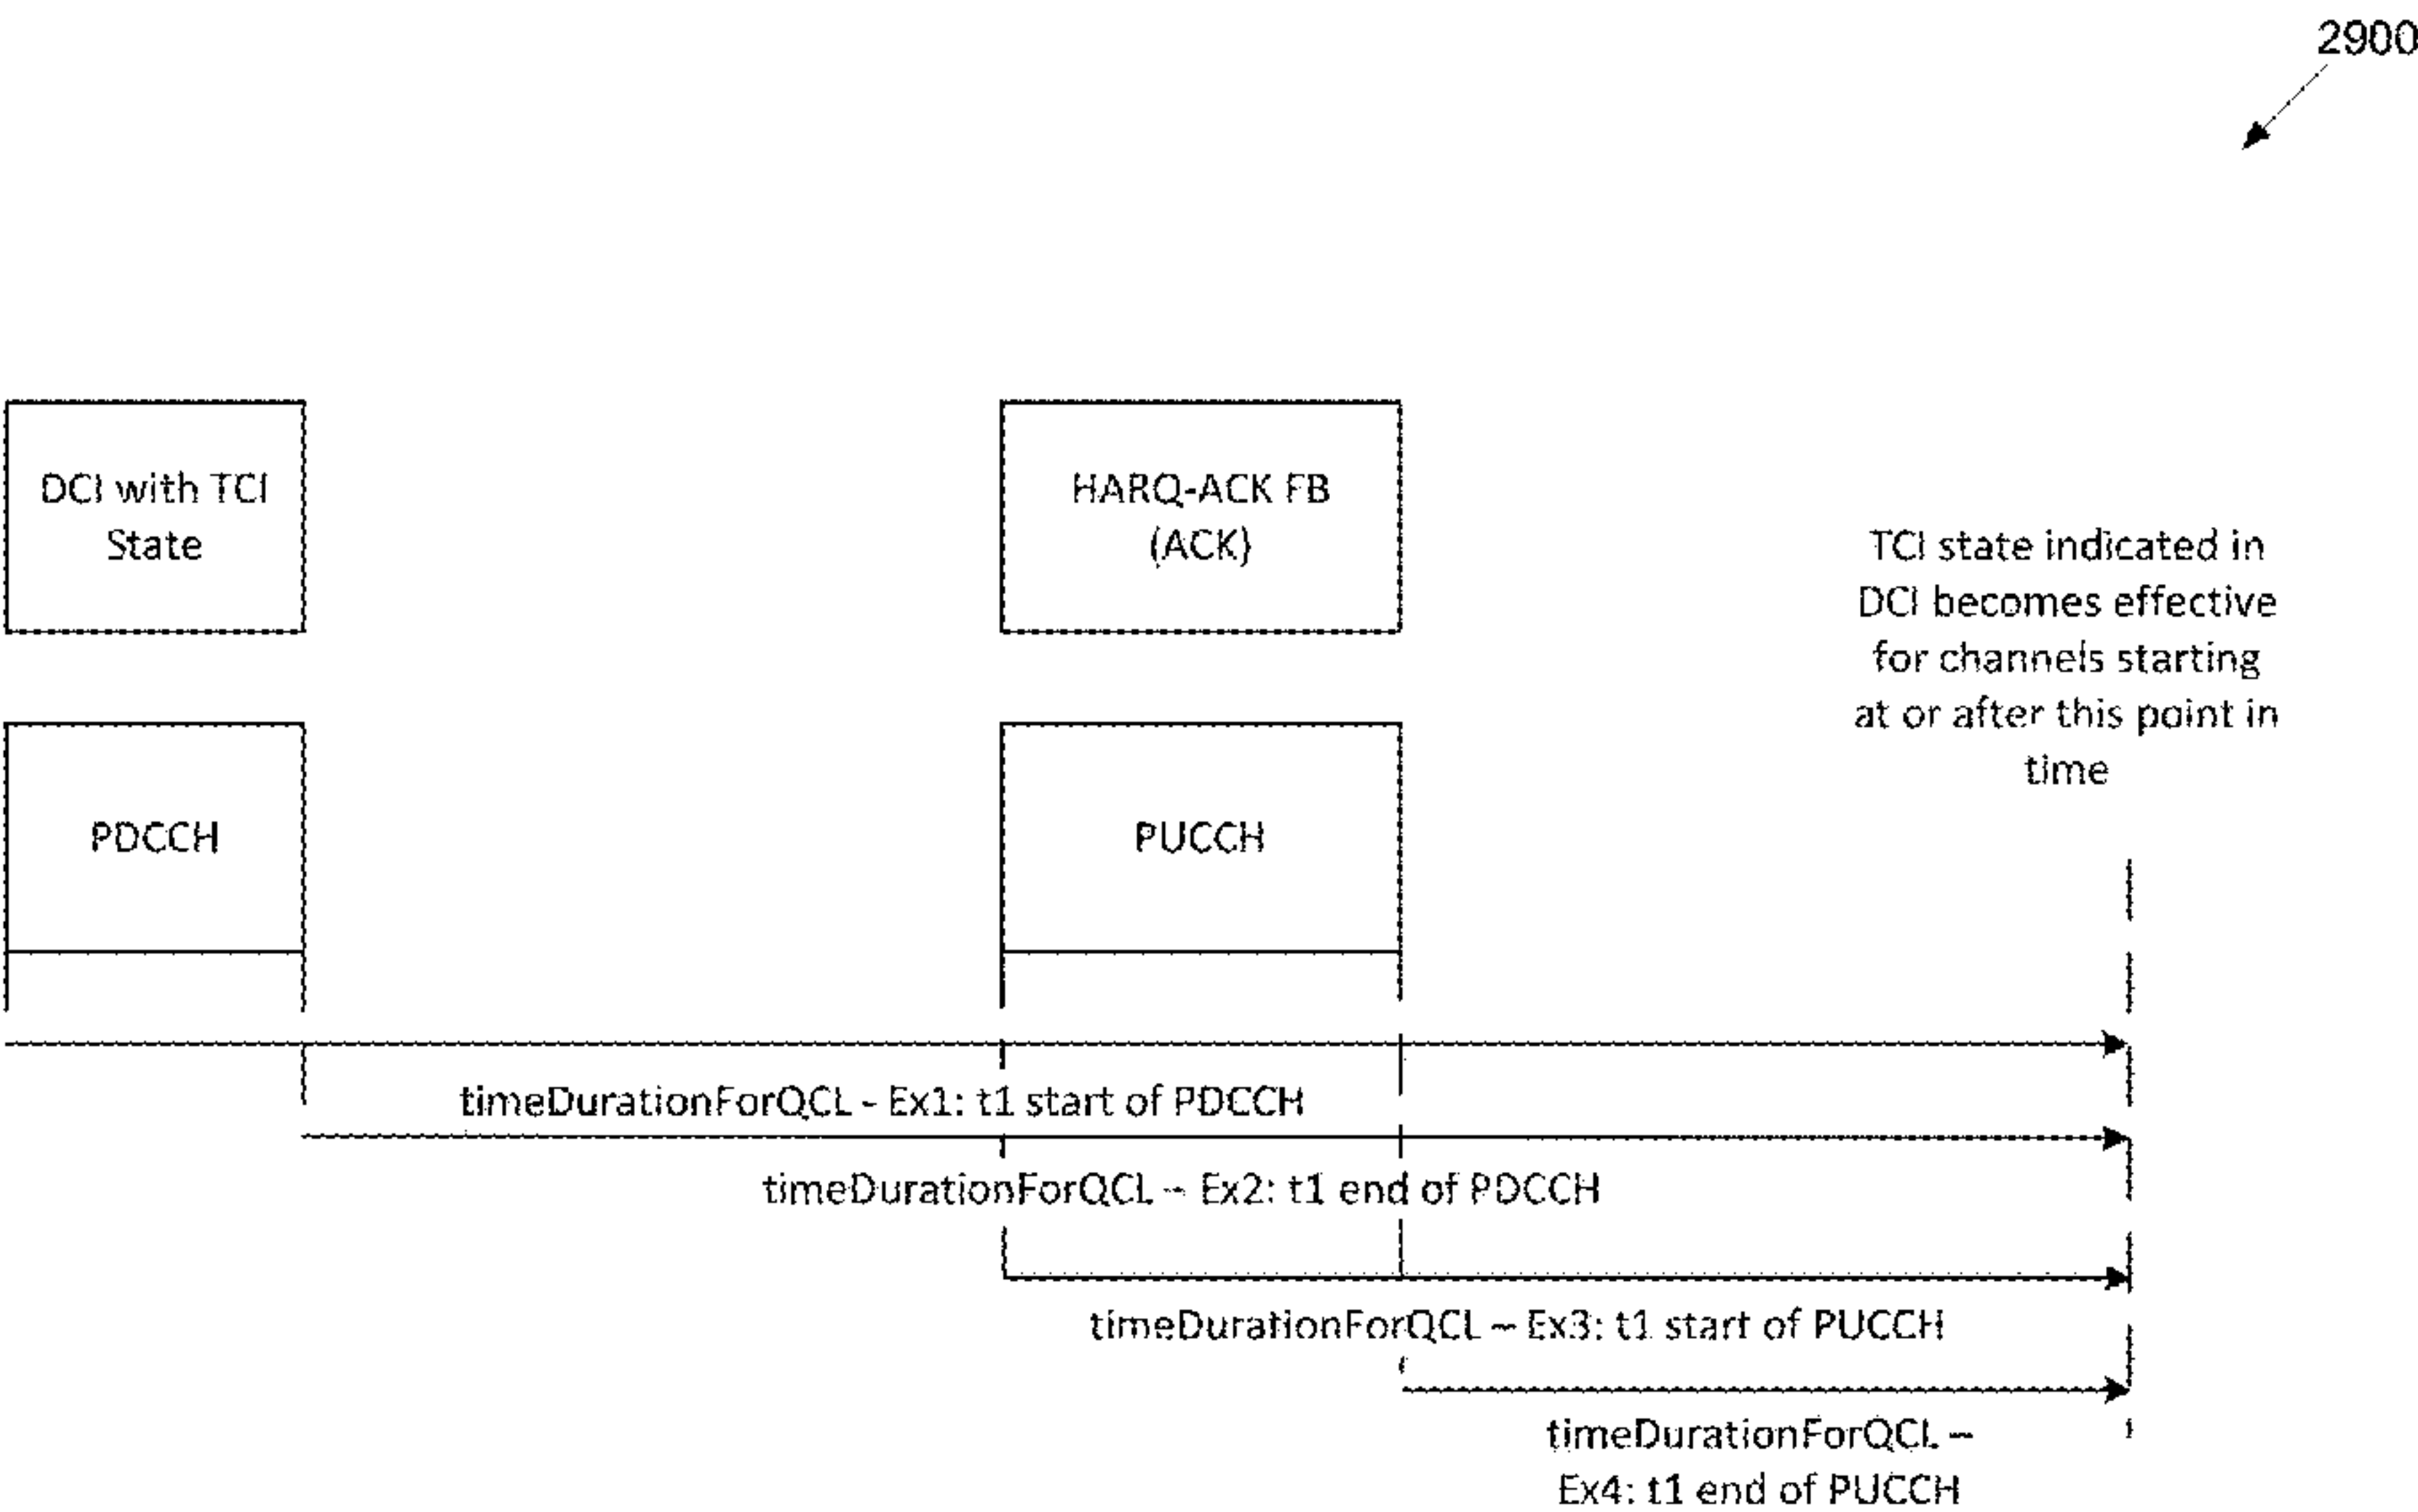 2900
DCI with TCI
State
HARQ-ACK FB
(ACK)
TCI state indicated in
DCI becomes effective
for channels starting
at or after this point in
time
PDCCH
PUCCH
timeDurationForQCL - Ex1: t1 start of PDCCH
timeDurationForQCL – Ex2: t1 end of PDCCH
timeDurationForQCL – Ex3: t1 start of PUCCH
timeDurationForQCL –
Ex4: t1 end of PUCCH